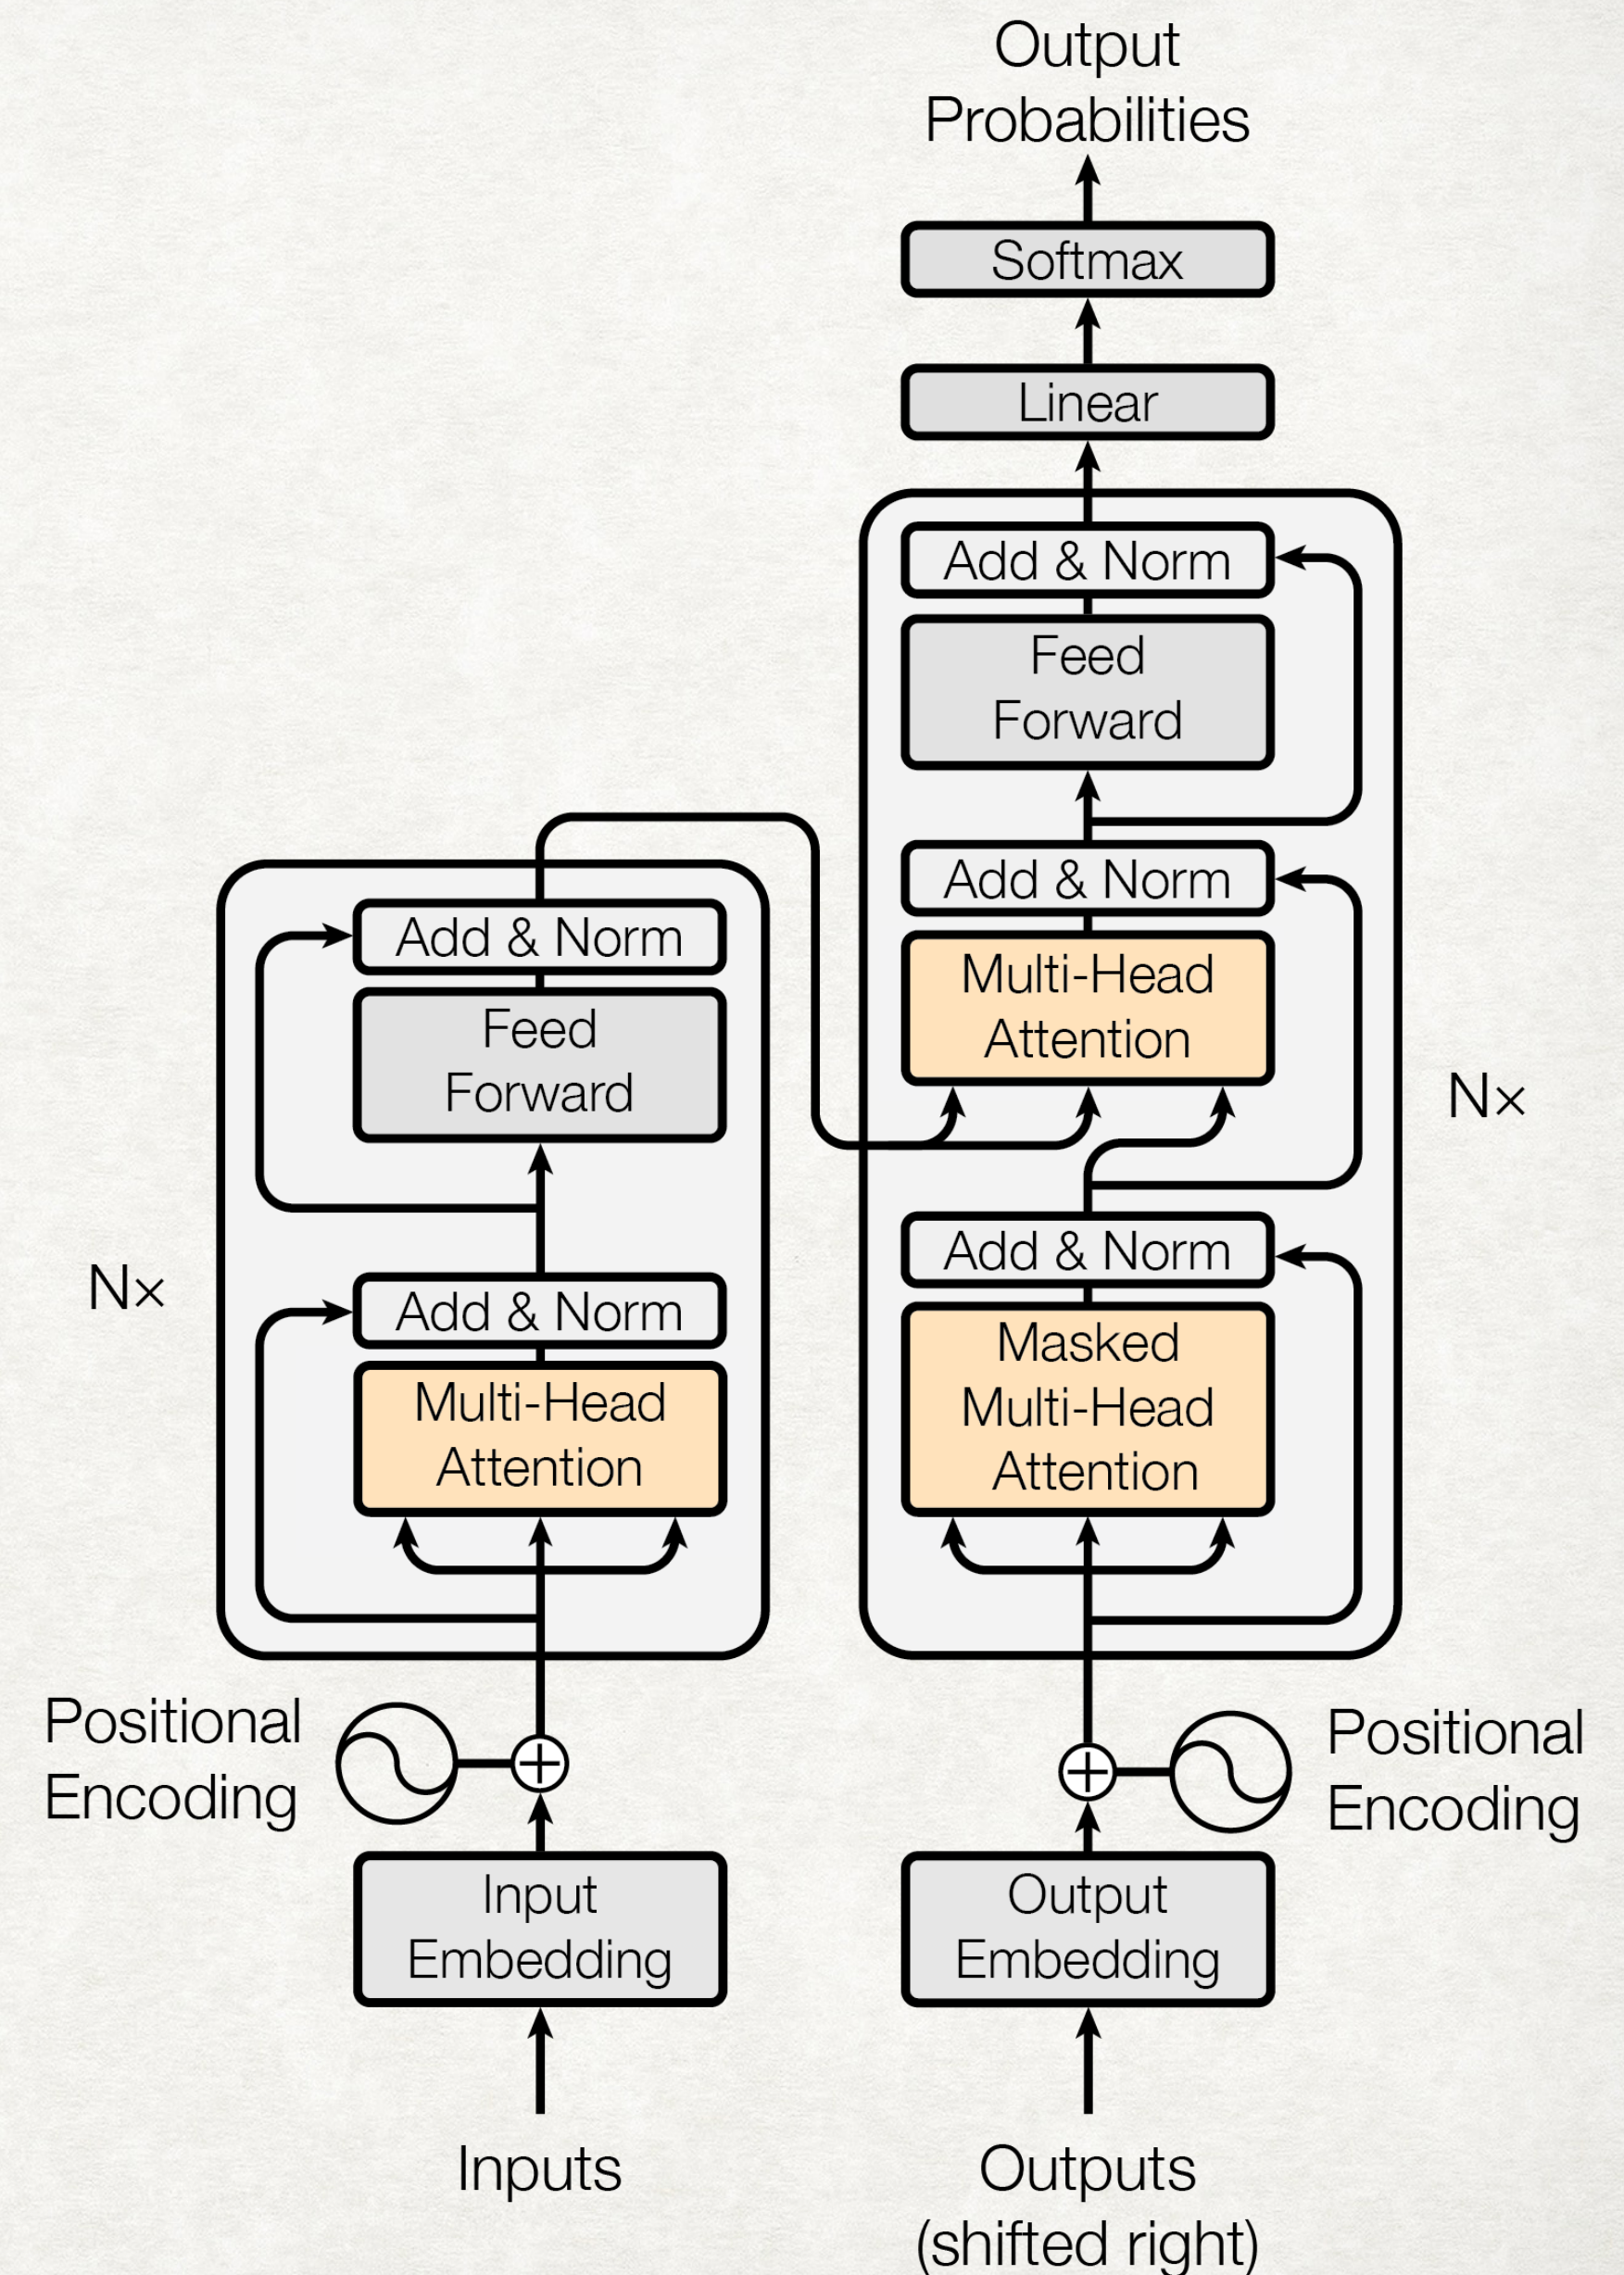 Output
Probabilities
Softmax
Linear
Add & Norm
Feed
Forward
Add & Norm
Multi-Head
Attention
N×
Add & Norm
Masked
Multi-Head
Attention
Add & Norm
Feed
Forward
N×
Add & Norm
Multi-Head
Attention
Positional
Encoding
Positional
Encoding
Input
Embedding
Output
Embedding
Inputs
Outputs
(shifted right)